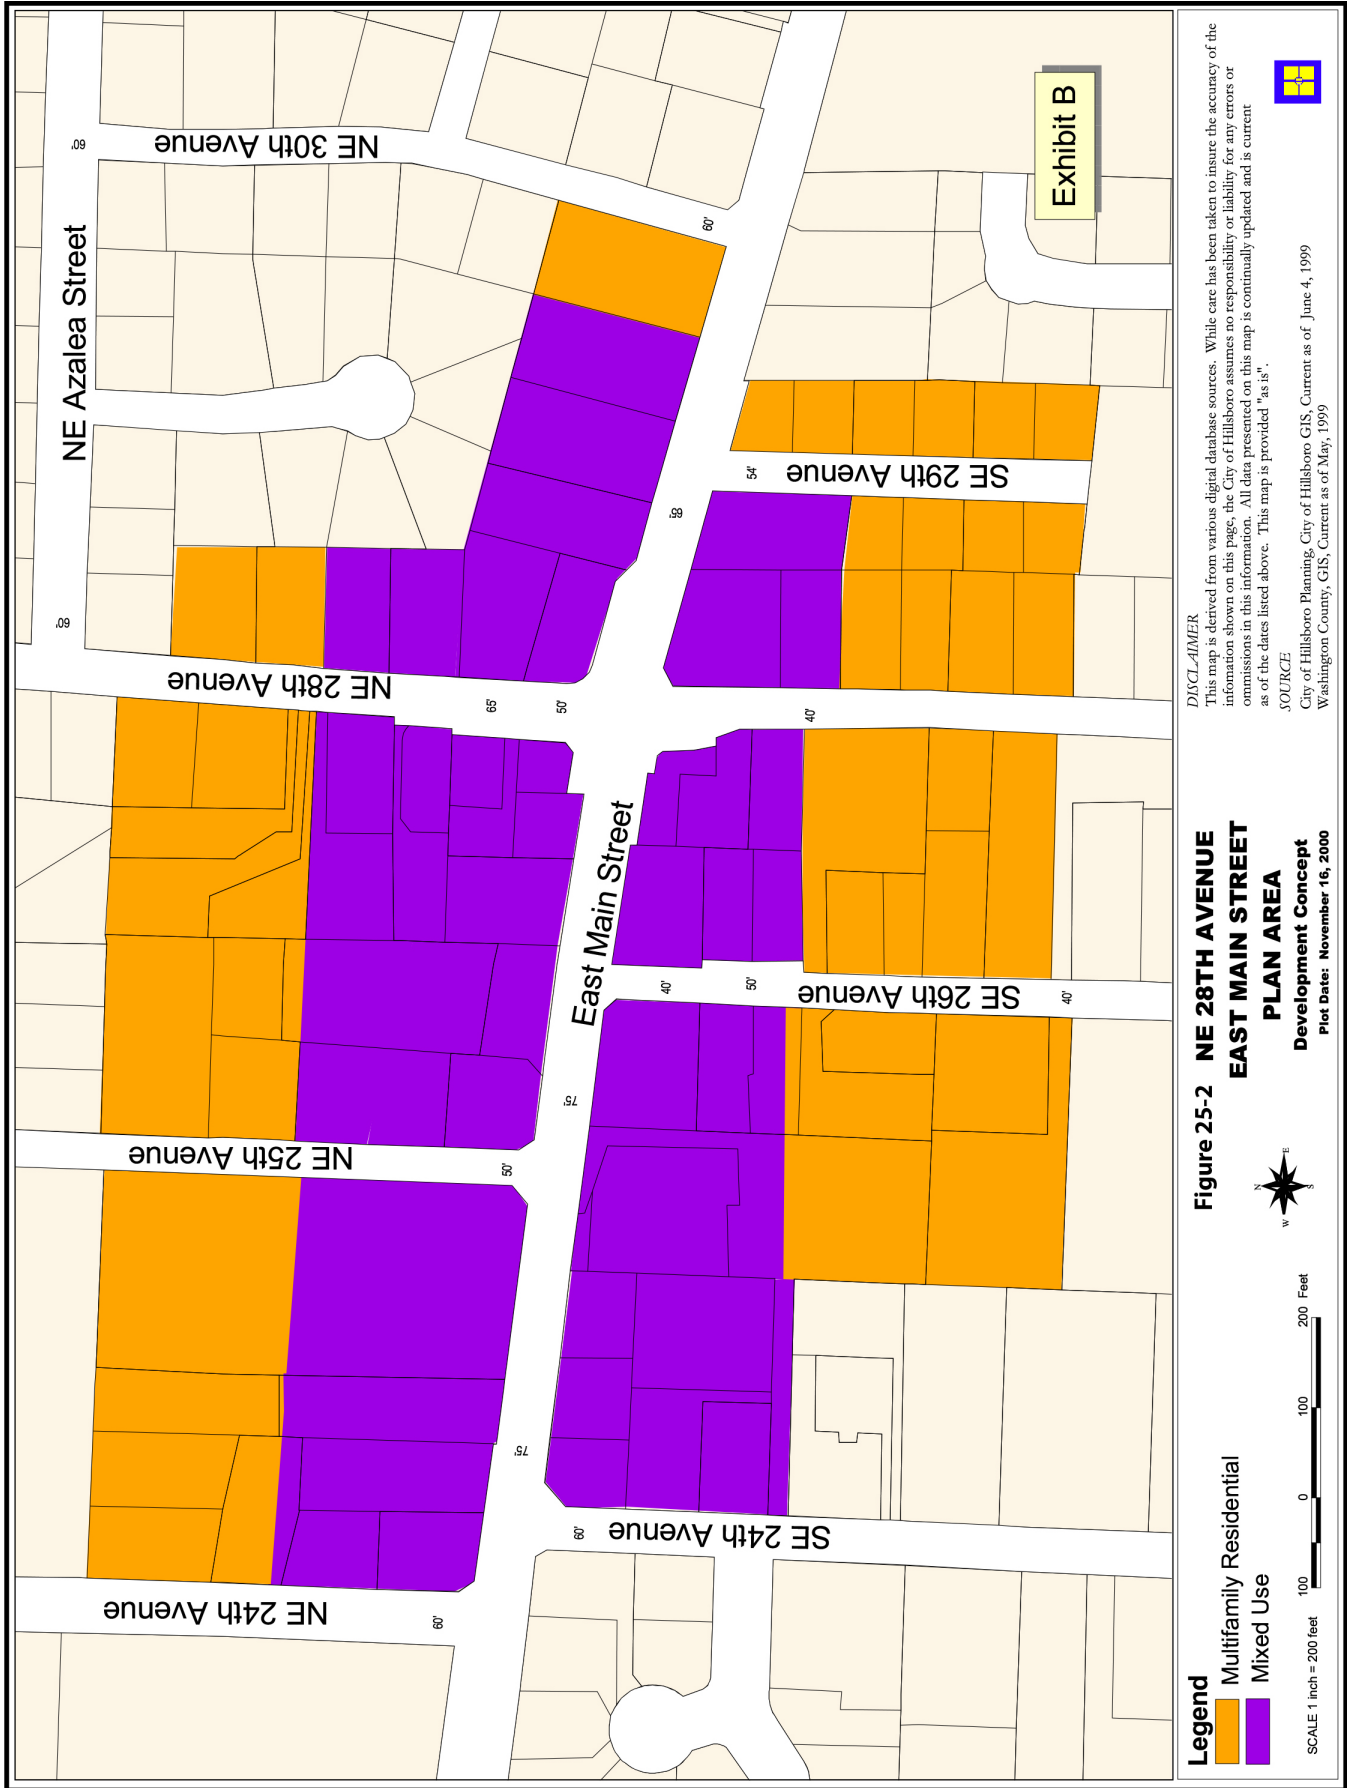 NE Azalea Street
60'
60'
NE 30th Avenue
60'
Exhibit B
NE 28th Avenue
65'
50'
65'
54'
SE 29th Avenue
40'
East Main Street
NE 25th Avenue
50'
75'
40'
50'
SE 26th Avenue
40'
NE 24th Avenue
60'
75'
60'
SE 24th Avenue
Legend
Multifamily Residential
Mixed Use
SCALE 1 inch = 200 feet
100
0
100
200 Feet
N
W
E
S
Figure 25-2 NE 28TH AVENUE
EAST MAIN STREET
PLAN AREA
Development Concept
Plot Date: November 16, 2000
DISCLAIMER
This map is derived from various digital database sources. While care has been taken to insure the accuracy of the
infomation shown on this page, the City of Hillsboro assumes no responsibility or liability for any errors or
ommissions in this information. All data presented on this map is continually updated and is current
as of the dates listed above. This map is provided "as is".
SOURCE
City of Hillsboro Planning, City of Hillsboro GIS, Current as of June 4, 1999
Washington County, GIS, Current as of May, 1999